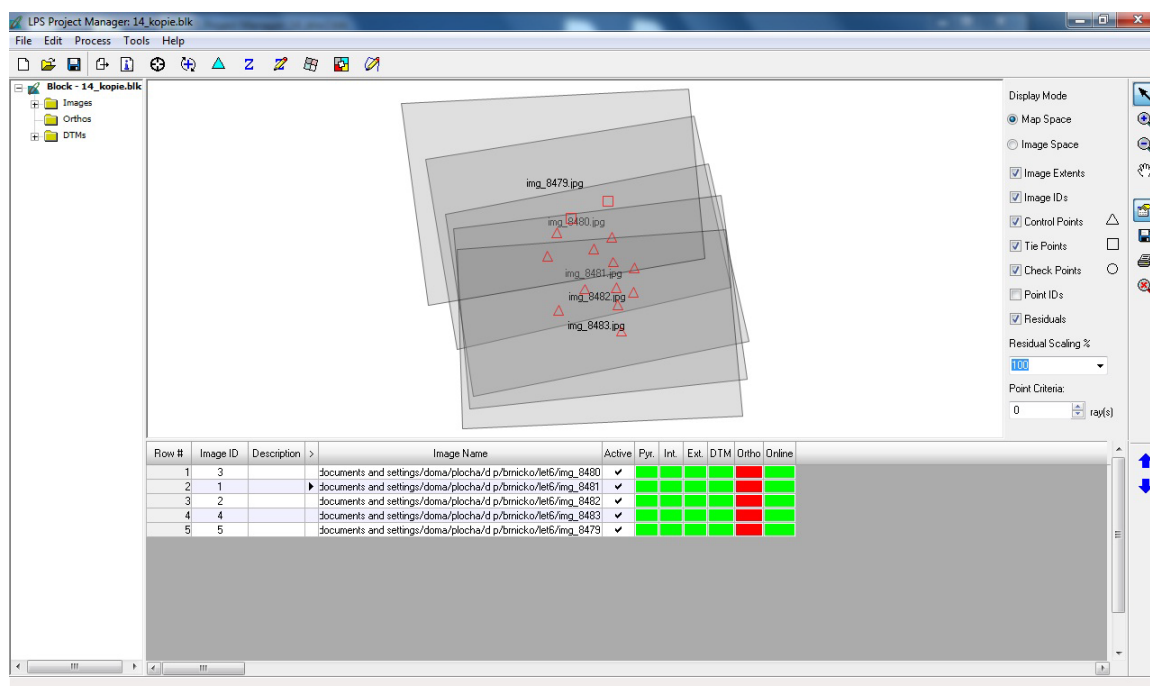 LPS Project Manager: 14_kopie.blk
File Edit Process Tools Help
Block - 14_kopie.blk
Images
Orthos
DTMs
img_8479.jpg
img_8480.jpg
img_8481.jpg
img_8482.jpg
img_8483.jpg
Display Mode
Map Space
Image Space
Image Extents
Image IDs
Control Points
Tie Points
Check Points
Point IDs
Residuals
Residual Scaling %
100
Point Criteria:
0 ray(s)
Row # Image ID Description > Image Name Active Pyr. Int. Ext. DTM Ortho Online
1 3 documents and settings/doma/plocha/d p/brnicko/let6/img_8480
2 1 documents and settings/doma/plocha/d p/brnicko/let6/img_8481
3 2 documents and settings/doma/plocha/d p/brnicko/let6/img_8482
4 4 documents and settings/doma/plocha/d p/brnicko/let6/img_8483
5 5 documents and settings/doma/plocha/d p/brnicko/let6/img_8479